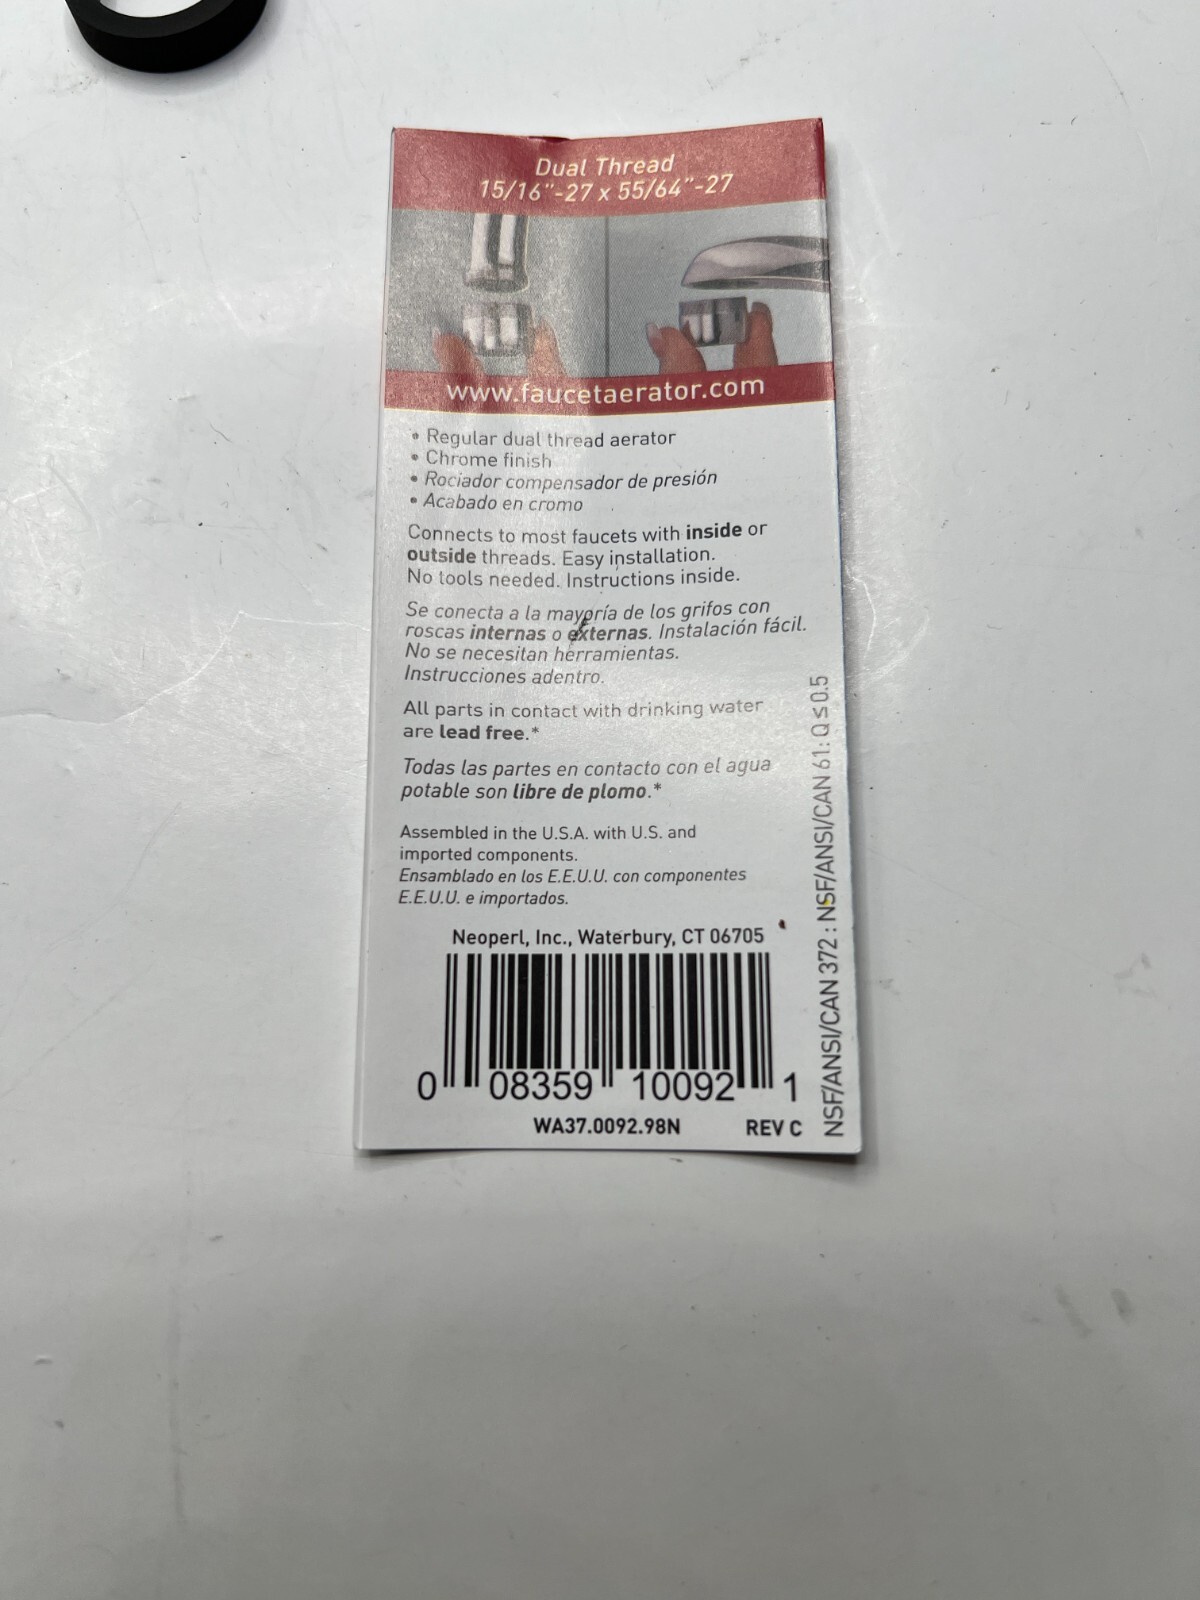 Dual Thread
15/16"-27 x 55/64"-27
www.faucetaerator.com
• Regular dual thread aerator
• Chrome finish
• Rociador compensador de presión
• Acabado en cromo
Connects to most faucets with inside or
outside threads. Easy installation.
No tools needed. Instructions inside.
Se conecta a la mayoría de los grifos con
roscas internas o externas. Instalación fácil.
No se necesitan herramientas.
Instrucciones adentro.
All parts in contact with drinking water
are lead free.*
Todas las partes en contacto con el agua
potable son libre de plomo.*
Assembled in the U.S.A. with U.S. and
imported components.
Ensamblado en los E.E.U.U. con componentes
E.E.U.U. e importados.
Neoperl, Inc., Waterbury, CT 06705
0 08359 10092 1
WA37.0092.98N REV C
NSF/ANSI/CAN 372 : NSF/ANSI/CAN 61: Q ≤ 0.5